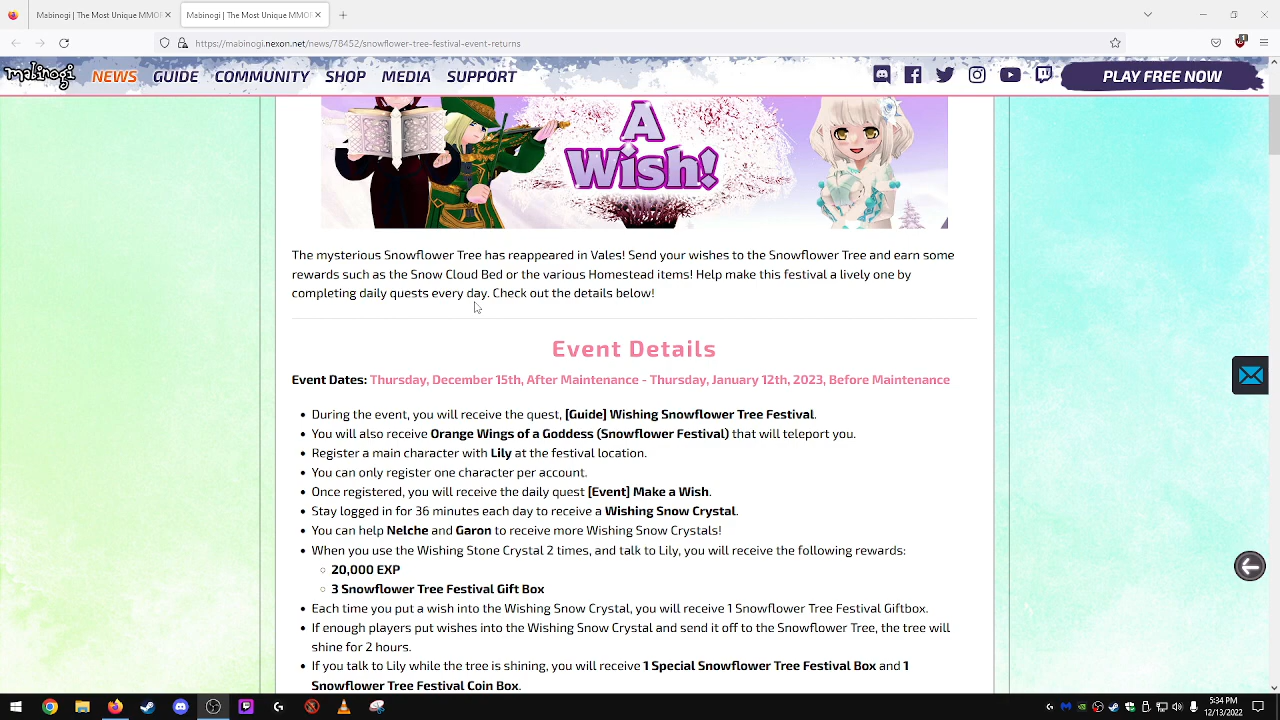 Mabinogi | The Most Unique MMOF
Mabinogi | The Most Unique MMOF
https://mabinogi.nexon.net/news/78452/snowflower-tree-festival-event-returns
mabinogi NEWS GUIDE COMMUNITY SHOP MEDIA SUPPORT PLAY FREE NOW
A
Wish!
The mysterious Snowflower Tree has reappeared in Vales! Send your wishes to the Snowflower Tree and earn some
rewards such as the Snow Cloud Bed or the various Homestead items! Help make this festival a lively one by
completing daily quests every day. Check out the details below!
Event Details
Event Dates: Thursday, December 15th, After Maintenance - Thursday, January 12th, 2023, Before Maintenance
During the event, you will receive the quest, [Guide] Wishing Snowflower Tree Festival.
You will also receive Orange Wings of a Goddess (Snowflower Festival) that will teleport you.
Register a main character with Lily at the festival location.
You can only register one character per account.
Once registered, you will receive the daily quest [Event] Make a Wish.
Stay logged in for 36 minutes each day to receive a Wishing Snow Crystal.
You can help Nelche and Garon to receive more Wishing Snow Crystals!
When you use the Wishing Stone Crystal 2 times, and talk to Lily, you will receive the following rewards:
20,000 EXP
3 Snowflower Tree Festival Gift Box
Each time you put a wish into the Wishing Snow Crystal, you will receive 1 Snowflower Tree Festival Giftbox.
If enough players put wishes into the Wishing Snow Crystal and send it off to the Snowflower Tree, the tree will
shine for 2 hours.
If you talk to Lily while the tree is shining, you will receive 1 Special Snowflower Tree Festival Box and 1
Snowflower Tree Festival Coin Box.
5:34 PM
12/13/2022